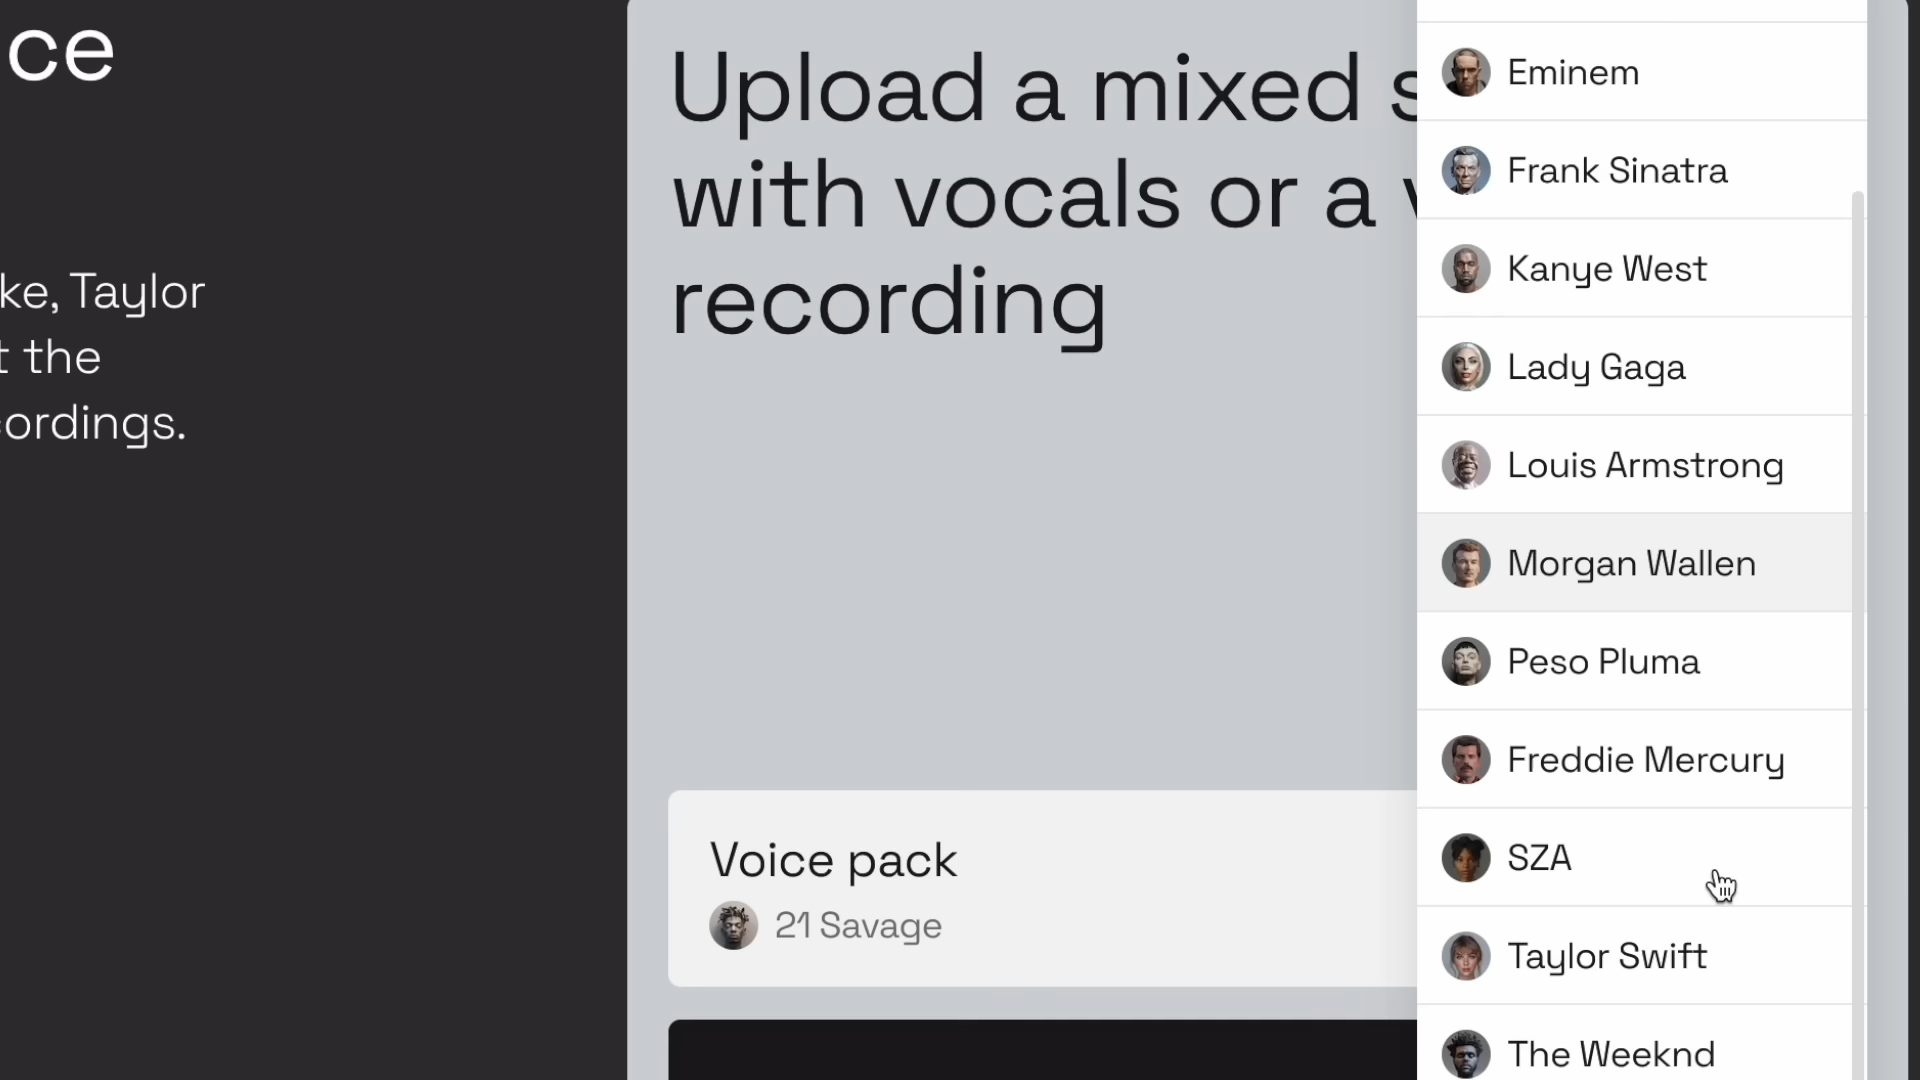 ce
ke, Taylor
t the
cordings.
Upload a mixed s
with vocals or a v
recording
Voice pack
21 Savage
Eminem
Frank Sinatra
Kanye West
Lady Gaga
Louis Armstrong
Morgan Wallen
Peso Pluma
Freddie Mercury
SZA
Taylor Swift
The Weeknd